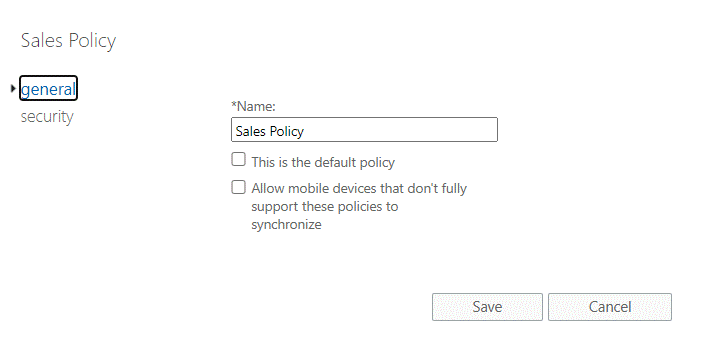 Sales Policy
general
security
*Name:
Sales Policy
This is the default policy
Allow mobile devices that don't fully
support these policies to
synchronize
Save
Cancel